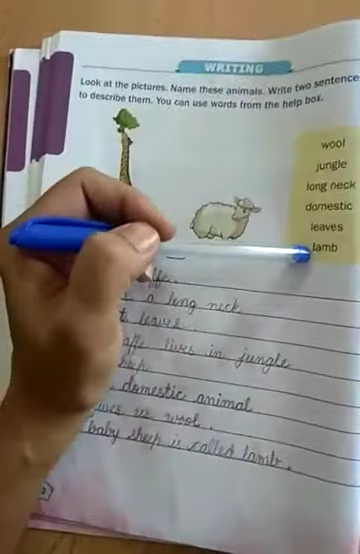 WRITING
Look at the pictures. Name these animals. Write two sentence
to describe them. You can use words from the help box.
wool
jungle
long neck
domestic
leaves
lamb
a long neck
leaves.
lives in jungle
domestic animal
us wool.
baby sheep is called lamb.